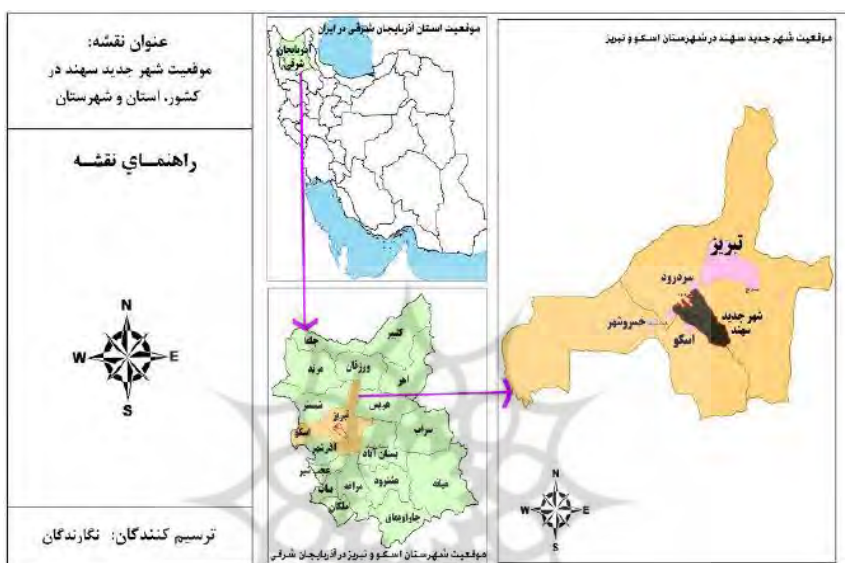 عنوان نقشه:
موقعیت شهر جدید سهند در
کشور، استان و شهرستان
راهنمـــاي نقشـــه
N
W
E
S
ترسیم کنندگان: نگارندگان
موقعیت استان آذربایجان شرقی در ایران
آذربایجان
شرقی
کلیبر
جلفا
ورزقان
مرند
اهر
شبستر
هریس
تبریز
سراب
اسکو
آذرشهر
بستان آباد
عجب شیر
هشترود
میانه
مراغه
بناب
ملکان
چاراویماق
موقعیت شهرستان اسکو و تبریز در آذربایجان شرقی
موقعیت شهر جدید سهند در شهرستان اسکو و تبریز
تبریز
سردرود
شهر جدید
سهند
خسروشهر
اسکو
N
W
E
S